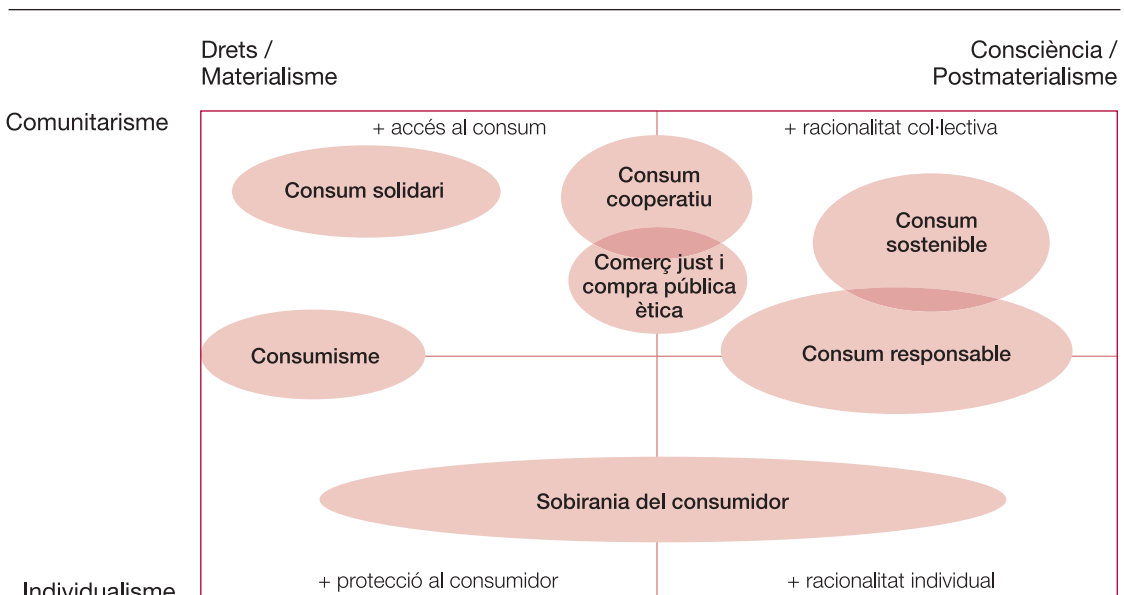 Drets /
Materialisme
Consciència /
Postmaterialisme
Comunitarisme
+ accés al consum
+ racionalitat col·lectiva
Consum solidari
Consum
cooperatiu
Consum
sostenible
Comerç just i
compra pública
ètica
Consumisme
Consum responsable
Sobirania del consumidor
Individualisme
+ protecció al consumidor
+ racionalitat individual